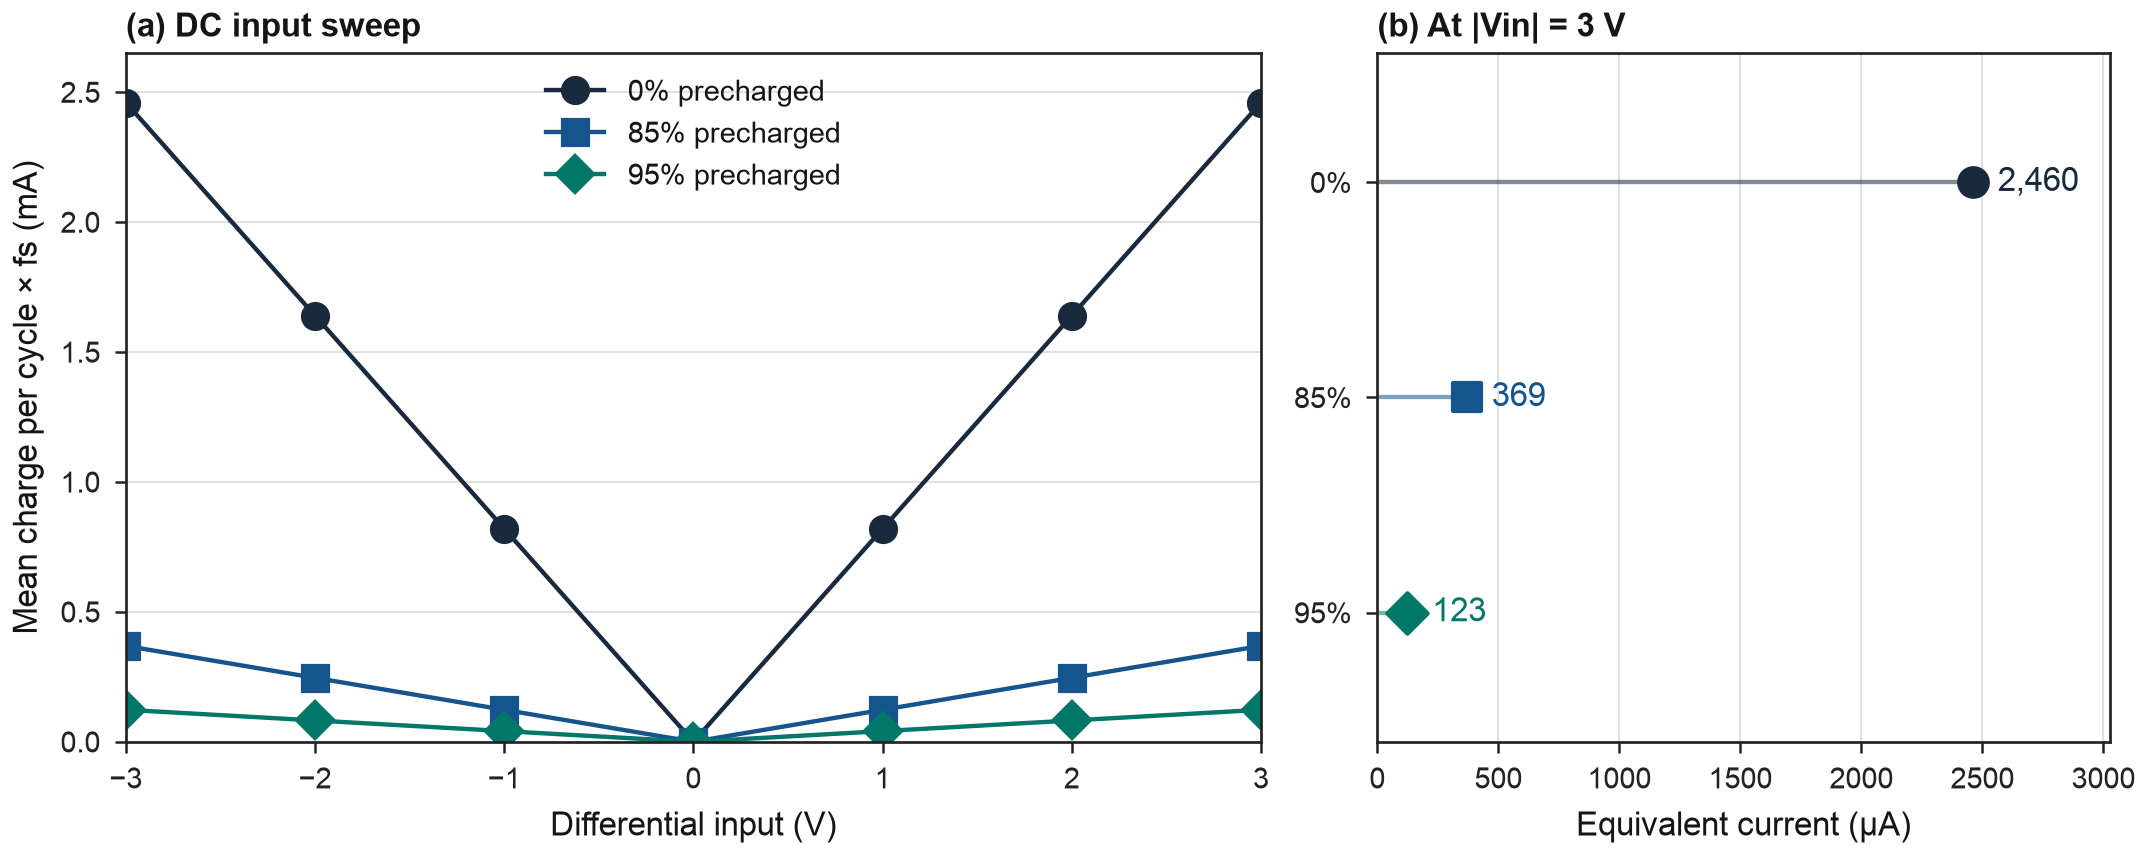 (a) DC input sweep
Mean charge per cycle × fs (mA)
2.5
2.0
1.5
1.0
0.5
0.0
0% precharged
85% precharged
95% precharged
−3 −2 −1 0 1 2 3
Differential input (V)
(b) At |Vin| = 3 V
0% 2,460
85% 369
95% 123
0 500 1000 1500 2000 2500 3000
Equivalent current (μA)